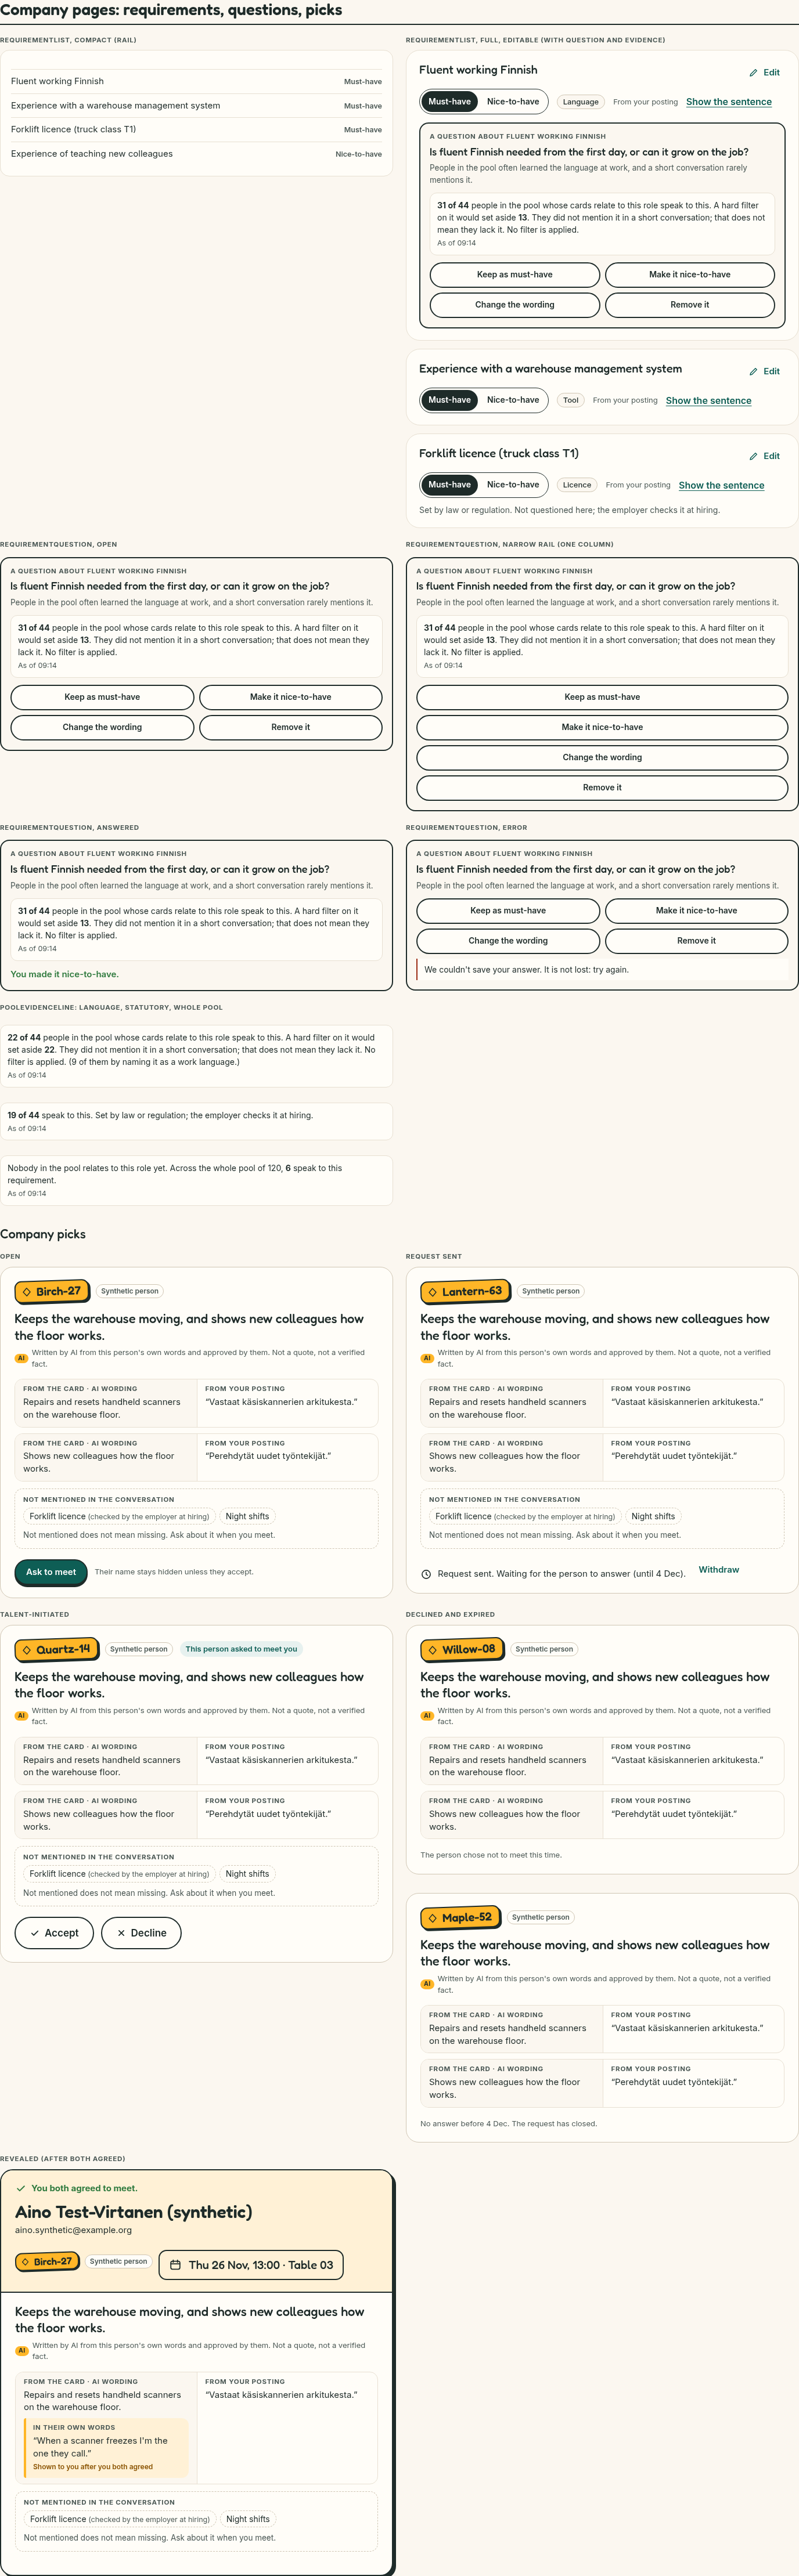 Company pages: requirements, questions, picks
REQUIREMENTLIST, COMPACT (RAIL)
Fluent working Finnish Must-have
Experience with a warehouse management system Must-have
Forklift licence (truck class T1) Must-have
Experience of teaching new colleagues Nice-to-have
REQUIREMENTLIST, FULL, EDITABLE (WITH QUESTION AND EVIDENCE)
Fluent working Finnish Edit
Must-have Nice-to-have Language From your posting Show the sentence
A QUESTION ABOUT FLUENT WORKING FINNISH
Is fluent Finnish needed from the first day, or can it grow on the job?
People in the pool often learned the language at work, and a short conversation rarely
mentions it.
31 of 44 people in the pool whose cards relate to this role speak to this. A hard filter
on it would set aside 13. They did not mention it in a short conversation; that does not
mean they lack it. No filter is applied.
As of 09:14
Keep as must-have Make it nice-to-have
Change the wording Remove it
Experience with a warehouse management system Edit
Must-have Nice-to-have Tool From your posting Show the sentence
Forklift licence (truck class T1) Edit
Must-have Nice-to-have Licence From your posting Show the sentence
Set by law or regulation. Not questioned here; the employer checks it at hiring.
REQUIREMENTQUESTION, OPEN
A QUESTION ABOUT FLUENT WORKING FINNISH
Is fluent Finnish needed from the first day, or can it grow on the job?
People in the pool often learned the language at work, and a short conversation rarely mentions it.
31 of 44 people in the pool whose cards relate to this role speak to this. A hard filter on it
would set aside 13. They did not mention it in a short conversation; that does not mean they
lack it. No filter is applied.
As of 09:14
Keep as must-have Make it nice-to-have
Change the wording Remove it
REQUIREMENTQUESTION, NARROW RAIL (ONE COLUMN)
A QUESTION ABOUT FLUENT WORKING FINNISH
Is fluent Finnish needed from the first day, or can it grow on the job?
People in the pool often learned the language at work, and a short conversation rarely mentions it.
31 of 44 people in the pool whose cards relate to this role speak to this. A hard filter on it
would set aside 13. They did not mention it in a short conversation; that does not mean they
lack it. No filter is applied.
As of 09:14
Keep as must-have
Make it nice-to-have
Change the wording
Remove it
REQUIREMENTQUESTION, ANSWERED
A QUESTION ABOUT FLUENT WORKING FINNISH
Is fluent Finnish needed from the first day, or can it grow on the job?
People in the pool often learned the language at work, and a short conversation rarely mentions it.
31 of 44 people in the pool whose cards relate to this role speak to this. A hard filter on it
would set aside 13. They did not mention it in a short conversation; that does not mean they
lack it. No filter is applied.
As of 09:14
You made it nice-to-have.
REQUIREMENTQUESTION, ERROR
A QUESTION ABOUT FLUENT WORKING FINNISH
Is fluent Finnish needed from the first day, or can it grow on the job?
People in the pool often learned the language at work, and a short conversation rarely mentions it.
Keep as must-have Make it nice-to-have
Change the wording Remove it
We couldn't save your answer. It is not lost: try again.
POOLEVIDENCELINE: LANGUAGE, STATUTORY, WHOLE POOL
22 of 44 people in the pool whose cards relate to this role speak to this. A hard filter on it would
set aside 22. They did not mention it in a short conversation; that does not mean they lack it. No
filter is applied. (9 of them by naming it as a work language.)
As of 09:14
19 of 44 speak to this. Set by law or regulation; the employer checks it at hiring.
As of 09:14
Nobody in the pool relates to this role yet. Across the whole pool of 120, 6 speak to this
requirement.
As of 09:14
Company picks
OPEN
Birch-27 Synthetic person
Keeps the warehouse moving, and shows new colleagues how
the floor works.
AI Written by AI from this person's own words and approved by them. Not a quote, not a verified
fact.
FROM THE CARD · AI WORDING FROM YOUR POSTING
Repairs and resets handheld scanners “Vastaat käsiskannerien arkitukesta.”
on the warehouse floor.
FROM THE CARD · AI WORDING FROM YOUR POSTING
Shows new colleagues how the floor “Perehdytät uudet työntekijät.”
works.
NOT MENTIONED IN THE CONVERSATION
Forklift licence (checked by the employer at hiring) Night shifts
Not mentioned does not mean missing. Ask about it when you meet.
Ask to meet Their name stays hidden unless they accept.
REQUEST SENT
Lantern-63 Synthetic person
Keeps the warehouse moving, and shows new colleagues how
the floor works.
AI Written by AI from this person's own words and approved by them. Not a quote, not a verified
fact.
FROM THE CARD · AI WORDING FROM YOUR POSTING
Repairs and resets handheld scanners “Vastaat käsiskannerien arkitukesta.”
on the warehouse floor.
FROM THE CARD · AI WORDING FROM YOUR POSTING
Shows new colleagues how the floor “Perehdytät uudet työntekijät.”
works.
NOT MENTIONED IN THE CONVERSATION
Forklift licence (checked by the employer at hiring) Night shifts
Not mentioned does not mean missing. Ask about it when you meet.
Request sent. Waiting for the person to answer (until 4 Dec). Withdraw
TALENT-INITIATED
Quartz-14 Synthetic person This person asked to meet you
Keeps the warehouse moving, and shows new colleagues how
the floor works.
AI Written by AI from this person's own words and approved by them. Not a quote, not a verified
fact.
FROM THE CARD · AI WORDING FROM YOUR POSTING
Repairs and resets handheld scanners “Vastaat käsiskannerien arkitukesta.”
on the warehouse floor.
FROM THE CARD · AI WORDING FROM YOUR POSTING
Shows new colleagues how the floor “Perehdytät uudet työntekijät.”
works.
NOT MENTIONED IN THE CONVERSATION
Forklift licence (checked by the employer at hiring) Night shifts
Not mentioned does not mean missing. Ask about it when you meet.
Accept Decline
DECLINED AND EXPIRED
Willow-08 Synthetic person
Keeps the warehouse moving, and shows new colleagues how
the floor works.
AI Written by AI from this person's own words and approved by them. Not a quote, not a verified
fact.
FROM THE CARD · AI WORDING FROM YOUR POSTING
Repairs and resets handheld scanners “Vastaat käsiskannerien arkitukesta.”
on the warehouse floor.
FROM THE CARD · AI WORDING FROM YOUR POSTING
Shows new colleagues how the floor “Perehdytät uudet työntekijät.”
works.
The person chose not to meet this time.
Maple-52 Synthetic person
Keeps the warehouse moving, and shows new colleagues how
the floor works.
AI Written by AI from this person's own words and approved by them. Not a quote, not a verified
fact.
FROM THE CARD · AI WORDING FROM YOUR POSTING
Repairs and resets handheld scanners “Vastaat käsiskannerien arkitukesta.”
on the warehouse floor.
FROM THE CARD · AI WORDING FROM YOUR POSTING
Shows new colleagues how the floor “Perehdytät uudet työntekijät.”
works.
No answer before 4 Dec. The request has closed.
REVEALED (AFTER BOTH AGREED)
You both agreed to meet.
Aino Test-Virtanen (synthetic)
aino.synthetic@example.org
Birch-27 Synthetic person Thu 26 Nov, 13:00 · Table 03
Keeps the warehouse moving, and shows new colleagues how
the floor works.
AI Written by AI from this person's own words and approved by them. Not a quote, not a verified
fact.
FROM THE CARD · AI WORDING FROM YOUR POSTING
Repairs and resets handheld scanners “Vastaat käsiskannerien arkitukesta.”
on the warehouse floor.
IN THEIR OWN WORDS
“When a scanner freezes I'm the
one they call.”
Shown to you after you both agreed
NOT MENTIONED IN THE CONVERSATION
Forklift licence (checked by the employer at hiring) Night shifts
Not mentioned does not mean missing. Ask about it when you meet.